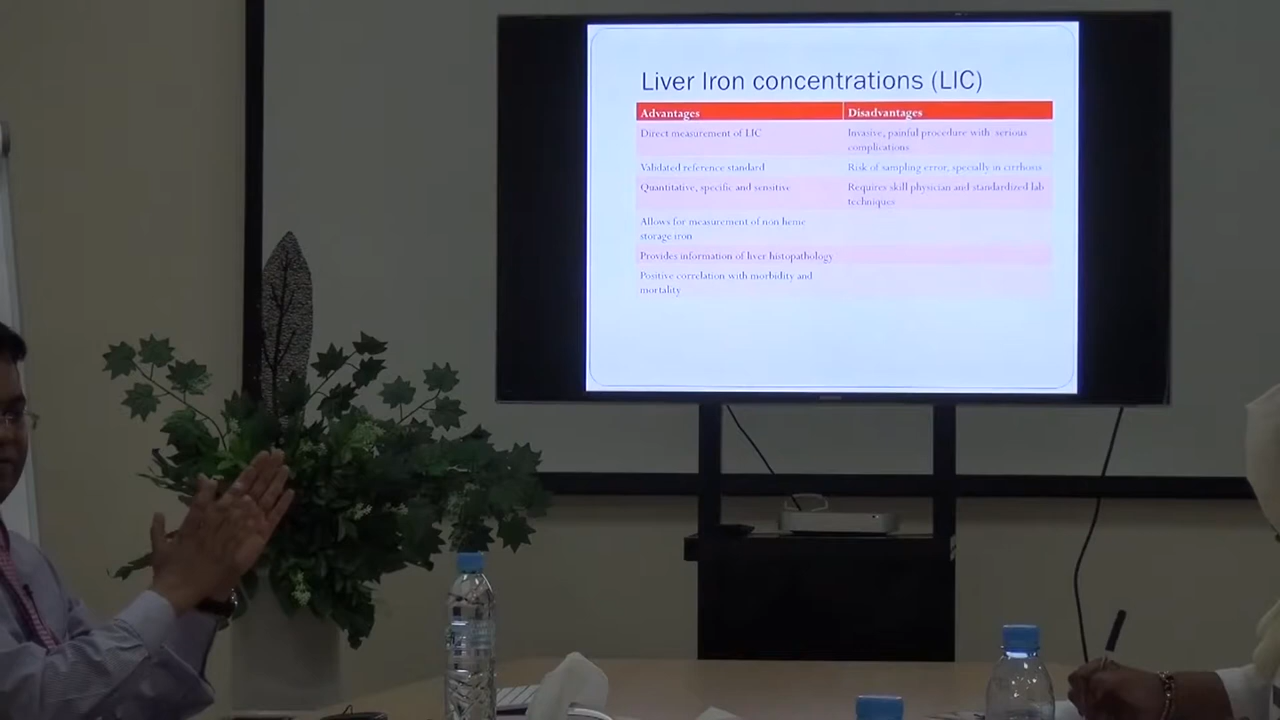 Liver Iron concentrations (LIC)
Advantages
Disadvantages
Direct measurement of LIC
Invasive, painful procedure with serious
complications
Validated reference standard
Risk of sampling error, specially in cirrhosis
Quantitative, specific and sensitive
Requires skill physician and standardized lab
techniques
Allows for measurement of non heme
storage iron
Provides information of liver histopathology
Positive correlation with morbidity and
mortality